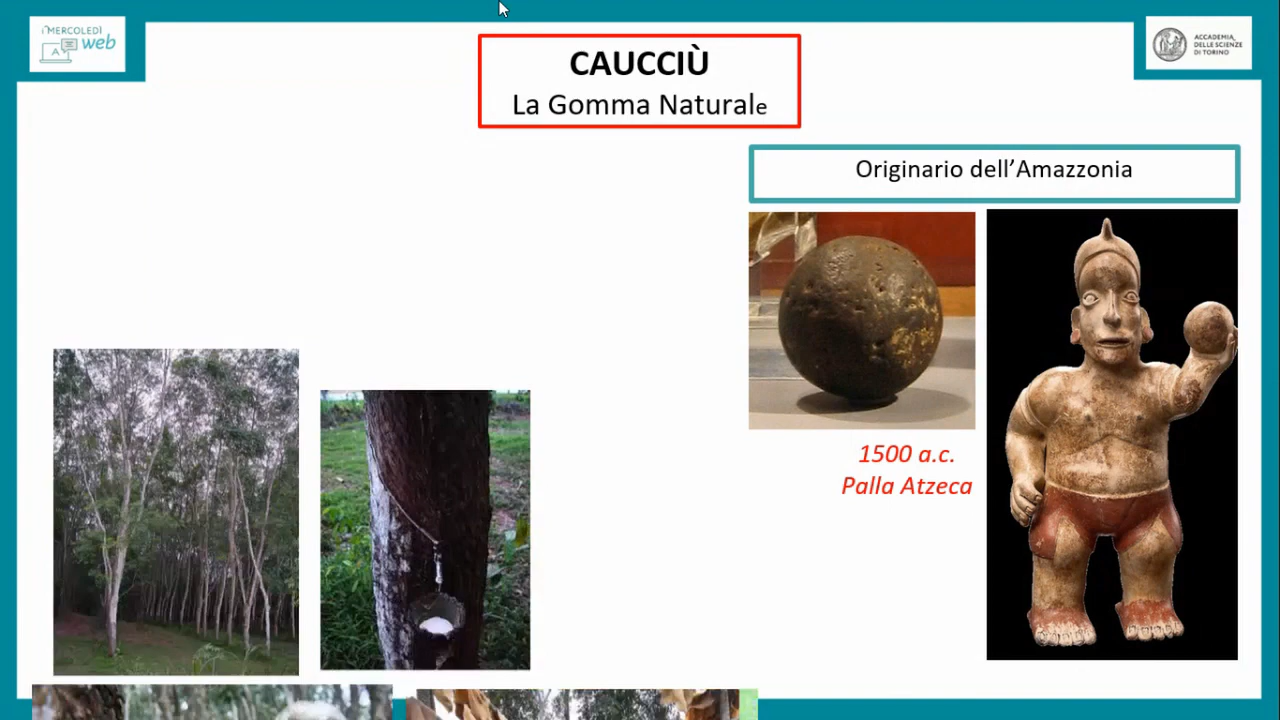 i MERCOLEDÌ
web
A
ACCADEMIA
DELLE SCIENZE
DI TORINO
CAUCCIÙ
La Gomma Naturale
Originario dell’Amazzonia
1500 a.c.
Palla Atzeca